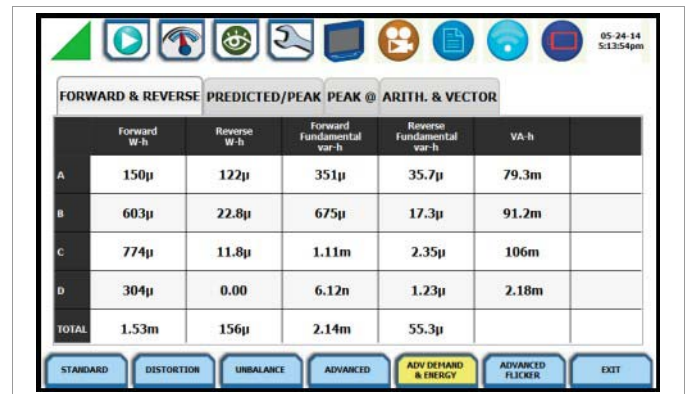 05-24-14
5:13:54pm
FORWARD & REVERSE PREDICTED/PEAK PEAK @ ARITH. & VECTOR
Forward W-h Reverse W-h Forward Fundamental var-h Reverse Fundamental var-h VA-h
A 150µ 122µ 351µ 35.7µ 79.3m
B 603µ 22.8µ 675µ 17.3µ 91.2m
C 774µ 11.8µ 1.11m 2.35µ 106m
D 304µ 0.00 6.12n 1.23µ 2.18m
TOTAL 1.53m 156µ 2.14m 55.3µ
STANDARD DISTORTION UNBALANCE ADVANCED ADV DEMAND & ENERGY ADVANCED FLICKER EXIT